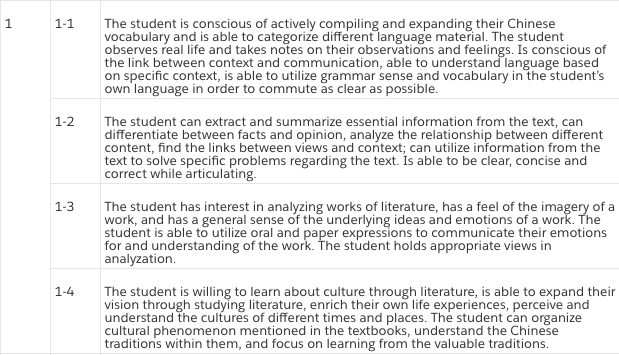 1 1-1 The student is conscious of actively compiling and expanding their Chinese
vocabulary and is able to categorize different language material. The student
observes real life and takes notes on their observations and feelings. Is conscious of
the link between context and communication, able to understand language based
on specific context, is able to utilize grammar sense and vocabulary in the student's
own language in order to commute as clear as possible.
1-2 The student can extract and summarize essential information from the text, can
differentiate between facts and opinion, analyze the relationship between different
content, find the links between views and context; can utilize information from the
text to solve specific problems regarding the text. Is able to be clear, concise and
correct while articulating.
1-3 The student has interest in analyzing works of literature, has a feel of the imagery of a
work, and has a general sense of the underlying ideas and emotions of a work. The
student is able to utilize oral and paper expressions to communicate their emotions
for and understanding of the work. The student holds appropriate views in
analyzation.
1-4 The student is willing to learn about culture through literature, is able to expand their
vision through studying literature, enrich their own life experiences, perceive and
understand the cultures of different times and places. The student can organize
cultural phenomenon mentioned in the textbooks, understand the Chinese
traditions within them, and focus on learning from the valuable traditions.